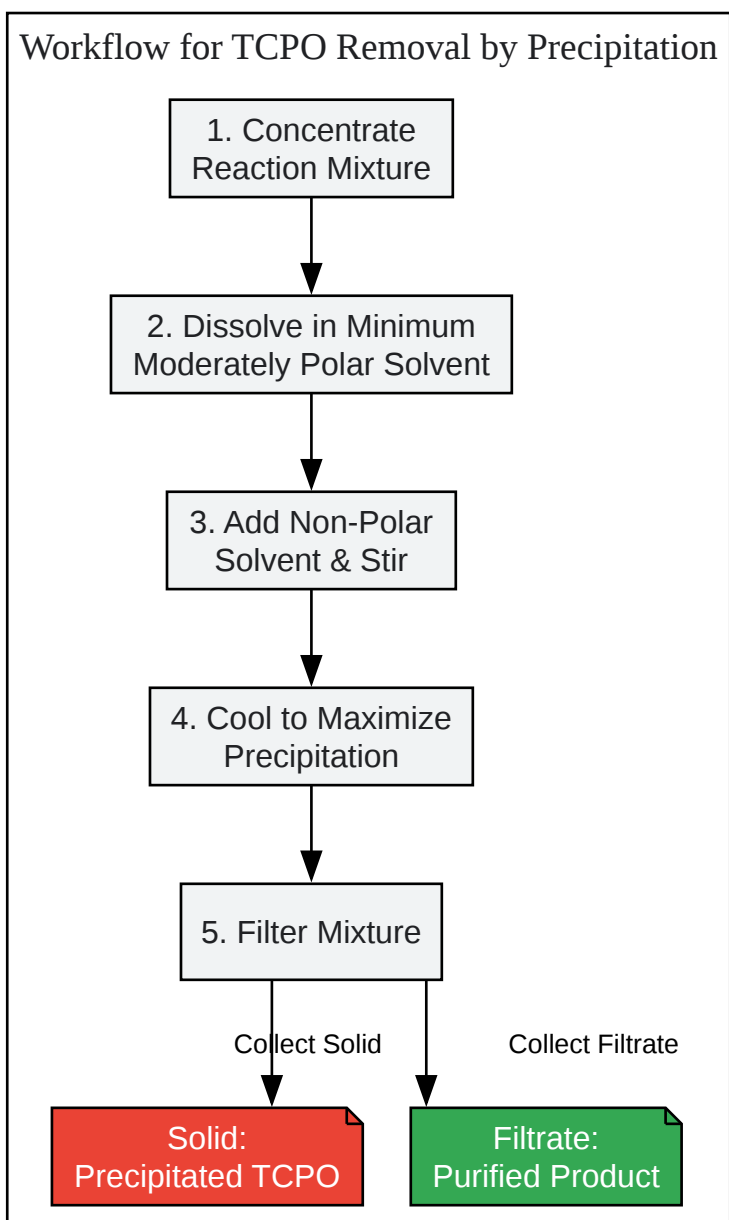 Workflow for TCPO Removal by Precipitation
1. Concentrate
Reaction Mixture
2. Dissolve in Minimum
Moderately Polar Solvent
3. Add Non-Polar
Solvent & Stir
4. Cool to Maximize
Precipitation
5. Filter Mixture
Collect Solid
Collect Filtrate
Solid:
Precipitated TCPO
Filtrate:
Purified Product